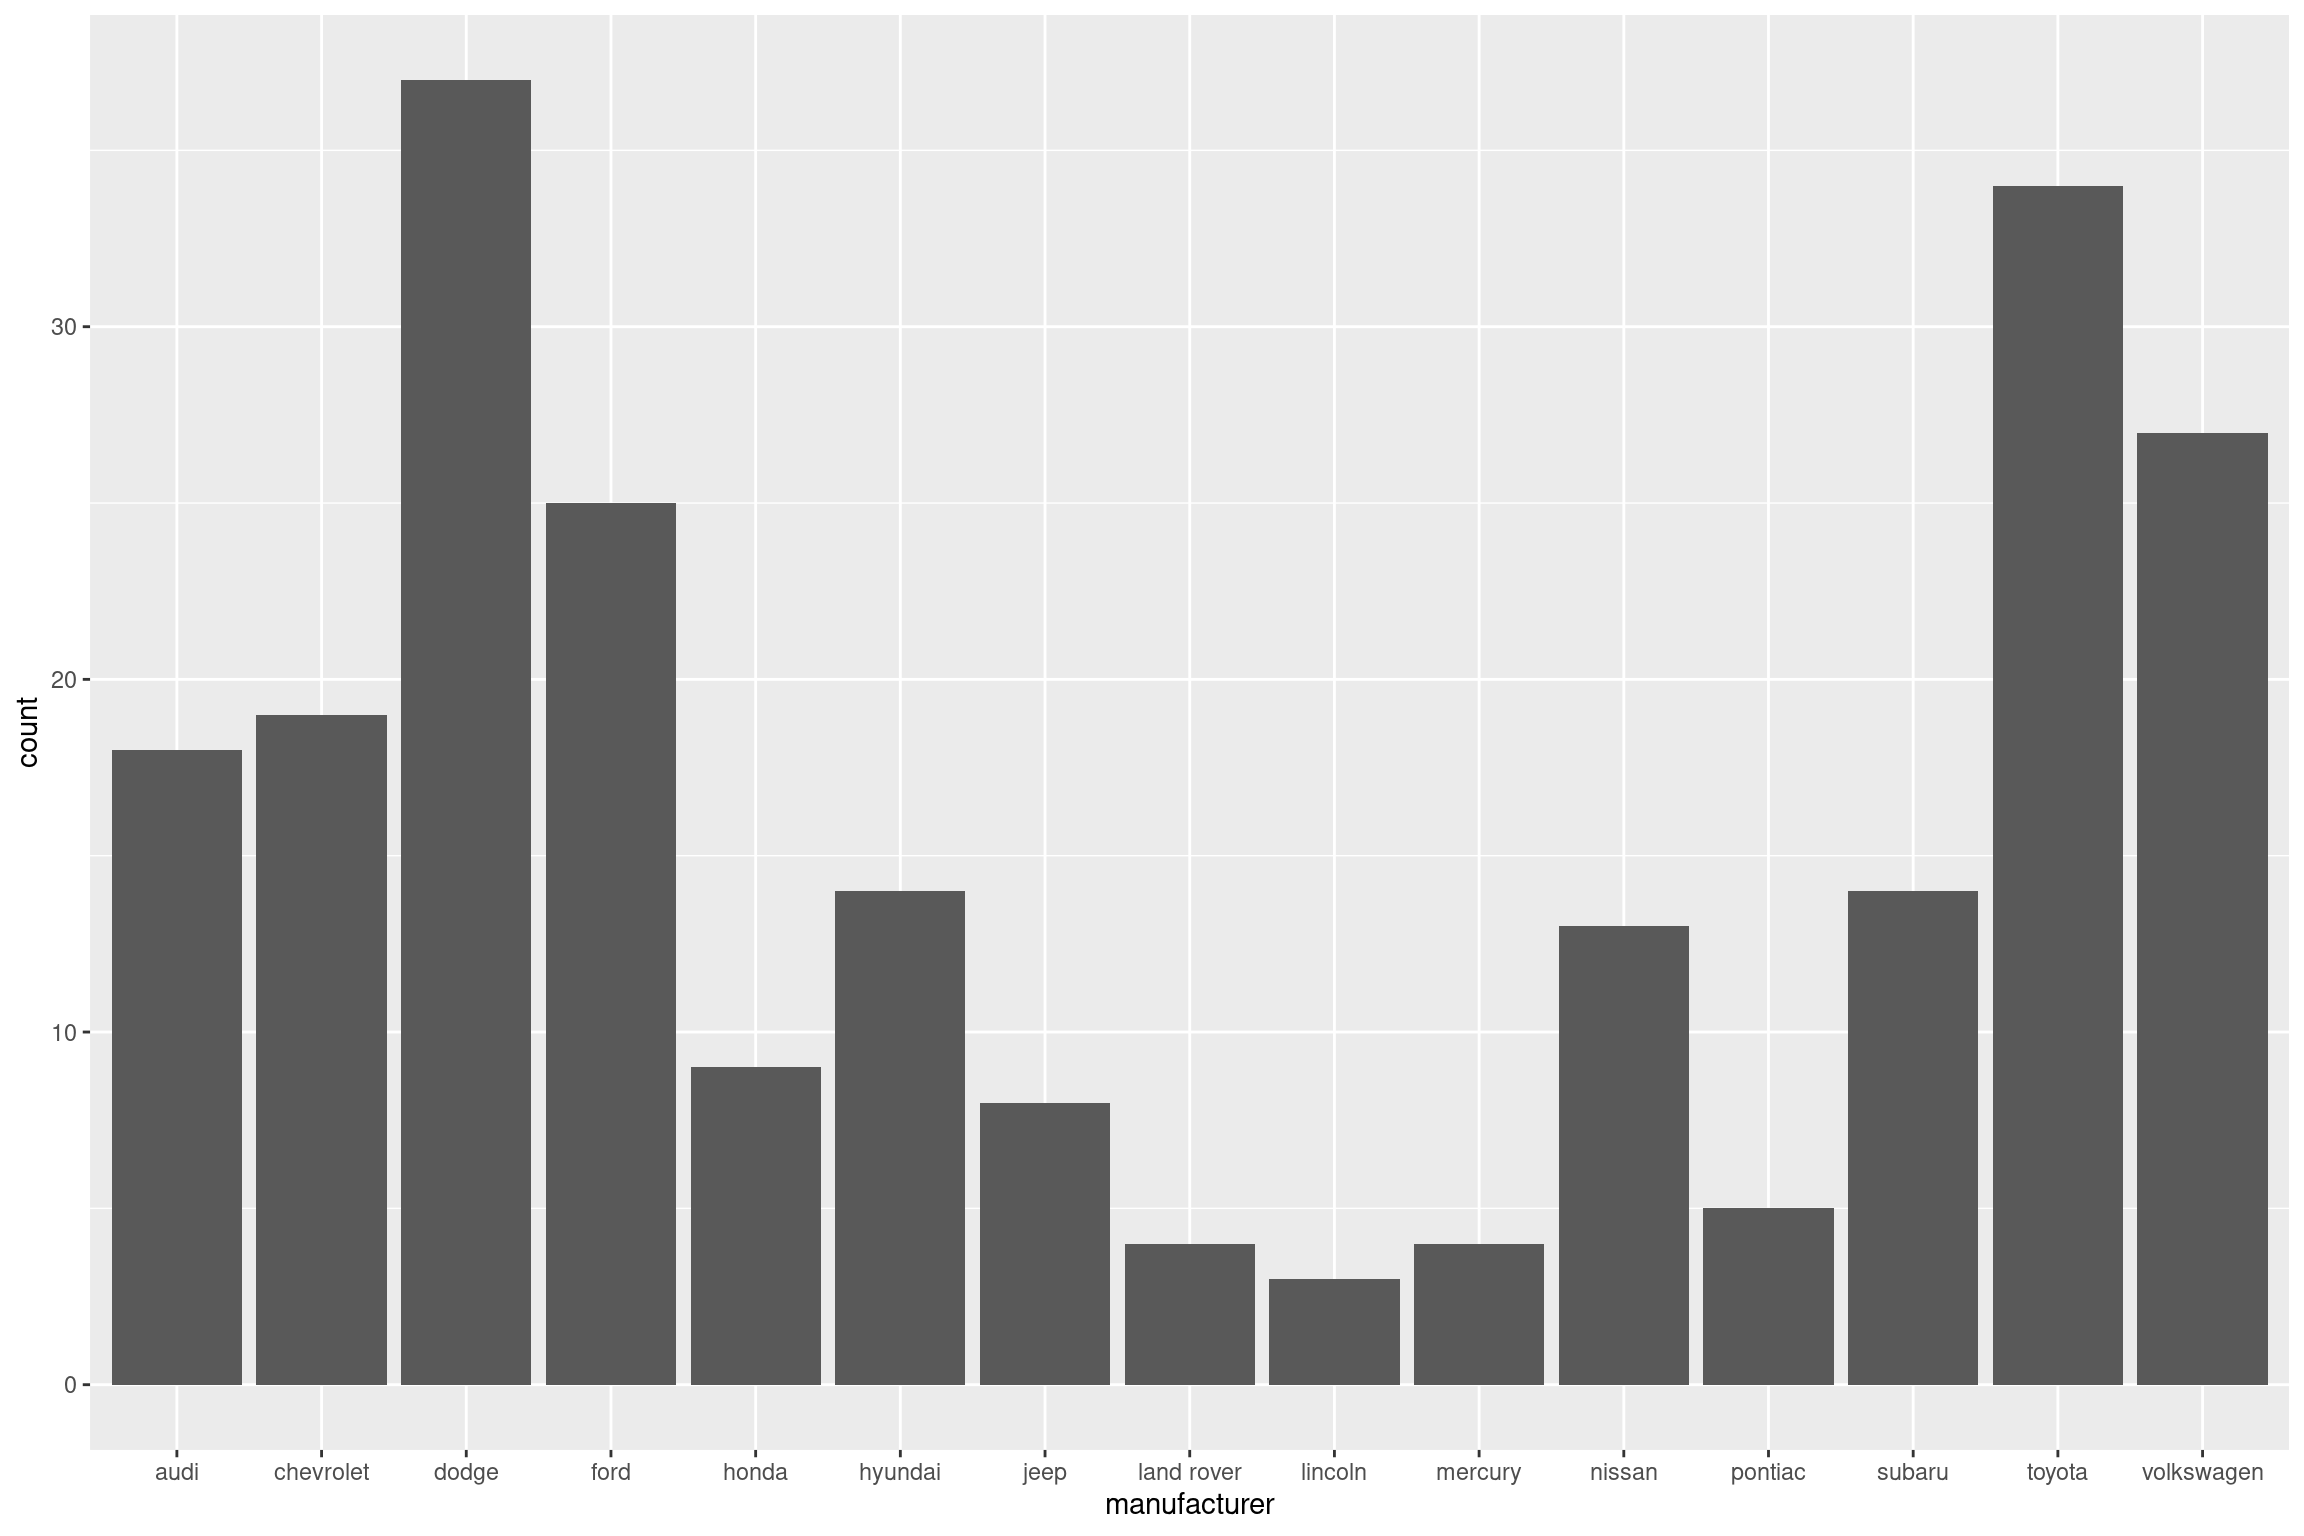 count
30
20
10
0
audi chevrolet dodge ford honda hyundai jeep land rover lincoln mercury nissan pontiac subaru toyota volkswagen
manufacturer